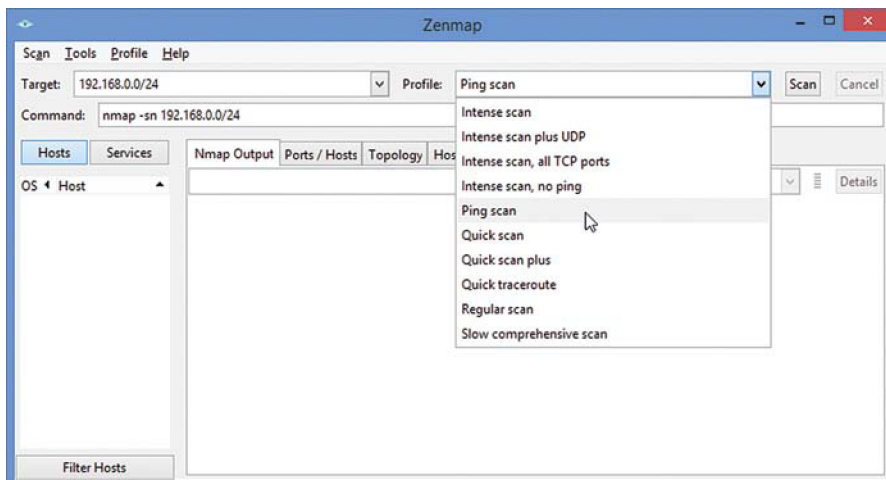 Zenmap
Scan Tools Profile Help
Target: 192.168.0.0/24 Profile: Ping scan Scan Cancel
Command: nmap -sn 192.168.0.0/24
Intense scan
Intense scan plus UDP
Intense scan, all TCP ports
Intense scan, no ping
Ping scan
Quick scan
Quick scan plus
Quick traceroute
Regular scan
Slow comprehensive scan
Hosts Services
Nmap Output Ports / Hosts Topology Hos
OS Host
Details
Filter Hosts